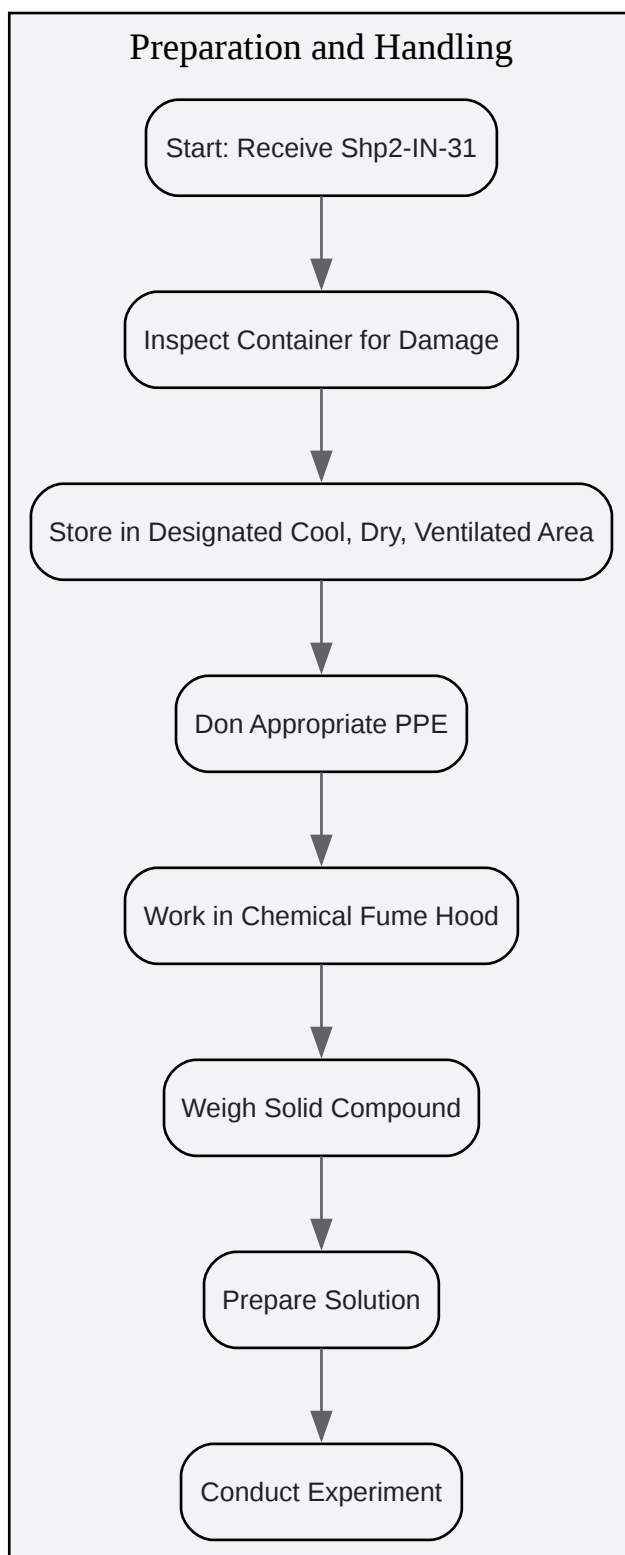 Preparation and Handling
Start: Receive Shp2-IN-31
Inspect Container for Damage
Store in Designated Cool, Dry, Ventilated Area
Don Appropriate PPE
Work in Chemical Fume Hood
Weigh Solid Compound
Prepare Solution
Conduct Experiment